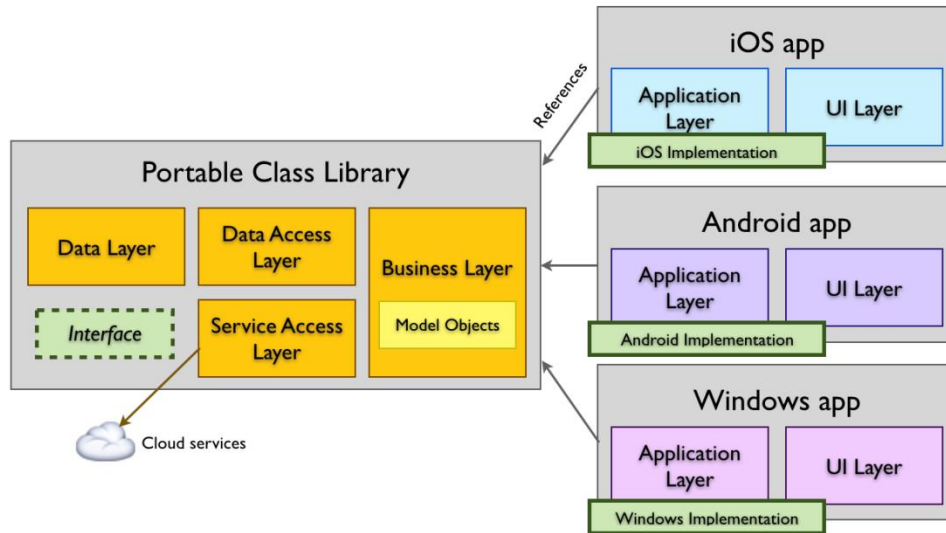 iOS app
Application
Layer
UI Layer
iOS Implementation
References
Portable Class Library
Data Layer
Data Access
Layer
Business Layer
Interface
Service Access
Layer
Model Objects
Cloud services
Android app
Application
Layer
UI Layer
Android Implementation
Windows app
Application
Layer
UI Layer
Windows Implementation